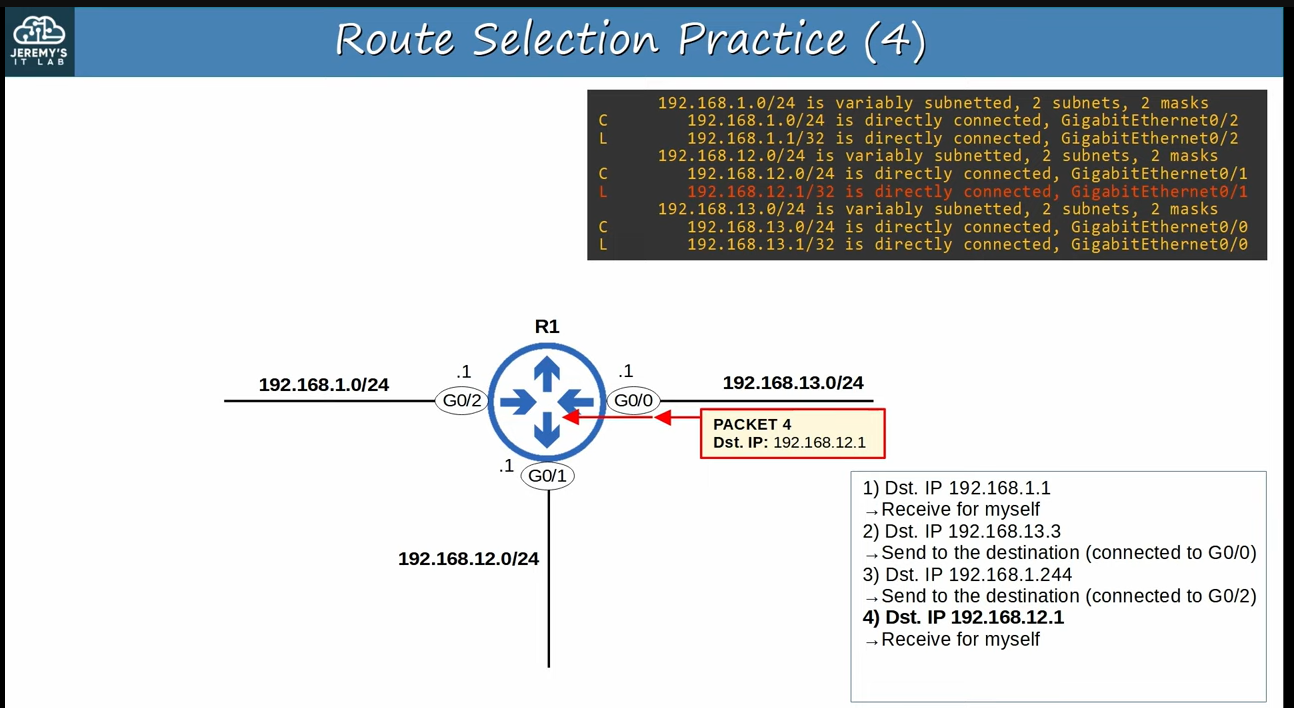 JEREMY'S
IT LAB
Route Selection Practice (4)
192.168.1.0/24 is variably subnetted, 2 subnets, 2 masks
C 192.168.1.0/24 is directly connected, GigabitEthernet0/2
L 192.168.1.1/32 is directly connected, GigabitEthernet0/2
192.168.12.0/24 is variably subnetted, 2 subnets, 2 masks
C 192.168.12.0/24 is directly connected, GigabitEthernet0/1
L 192.168.12.1/32 is directly connected, GigabitEthernet0/1
192.168.13.0/24 is variably subnetted, 2 subnets, 2 masks
C 192.168.13.0/24 is directly connected, GigabitEthernet0/0
L 192.168.13.1/32 is directly connected, GigabitEthernet0/0
R1
192.168.1.0/24
.1
G0/2
.1
G0/0
192.168.13.0/24
PACKET 4
Dst. IP: 192.168.12.1
.1
G0/1
192.168.12.0/24
1) Dst. IP 192.168.1.1
→Receive for myself
2) Dst. IP 192.168.13.3
→Send to the destination (connected to G0/0)
3) Dst. IP 192.168.1.244
→Send to the destination (connected to G0/2)
4) Dst. IP 192.168.12.1
→Receive for myself